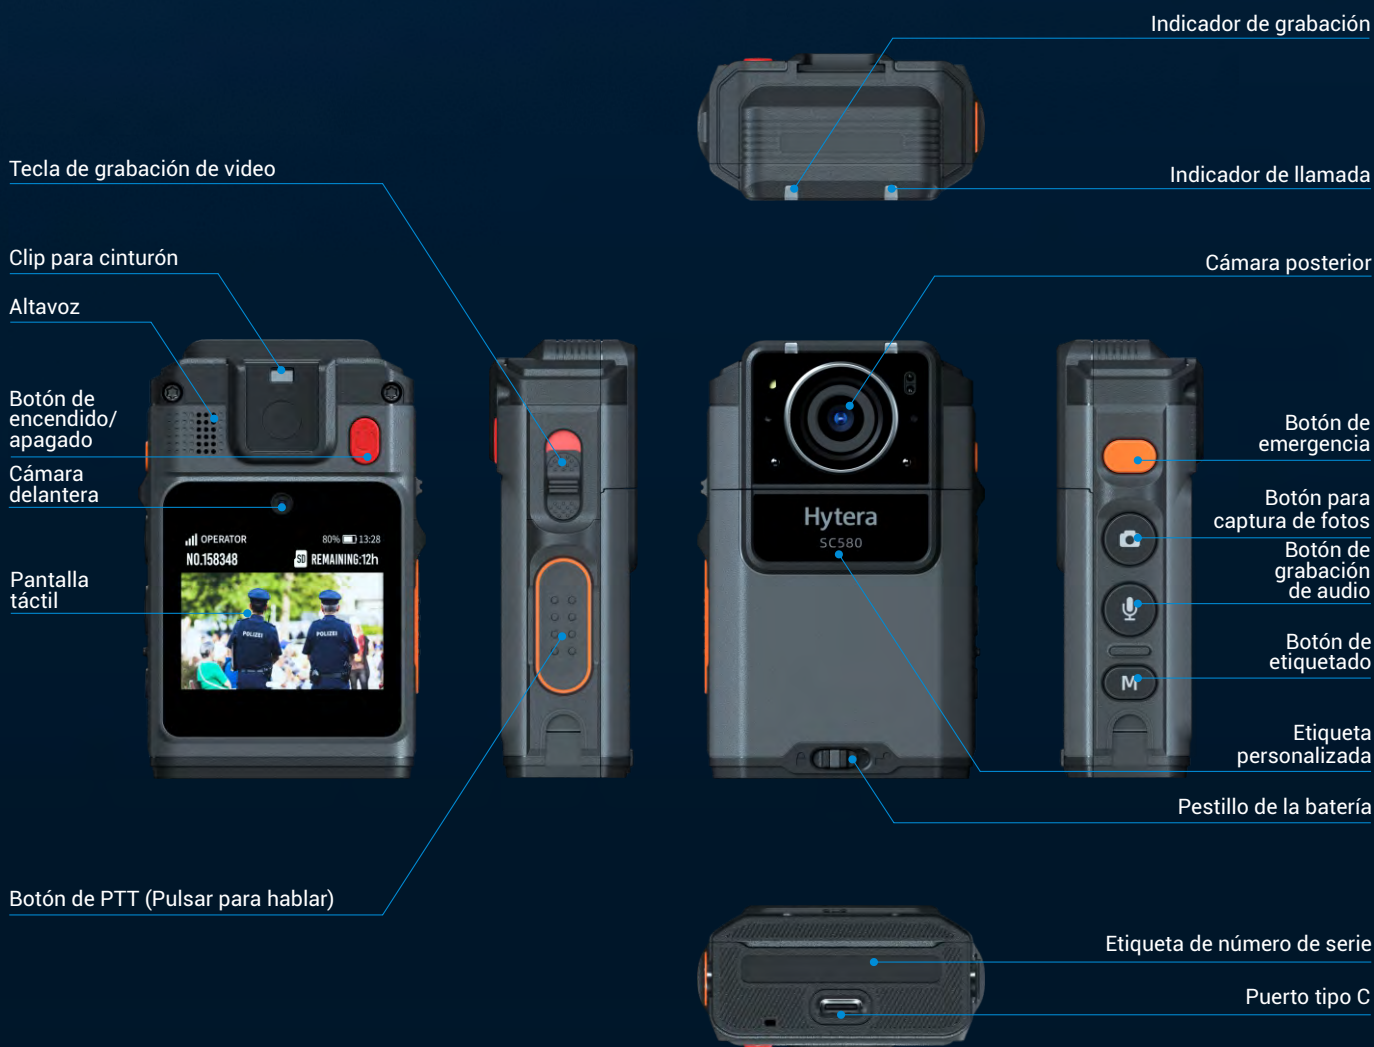 Indicador de grabación
Tecla de grabación de video
Indicador de llamada
Clip para cinturón
Cámara posterior
Altavoz
Botón de
encendido/
apagado
Cámara
delantera
Botón de
emergencia
Botón para
captura de fotos
Botón de
grabación
de audio
OPERATOR 80% 13:28
NO.158348 SD REMAINING:12h
Hytera
SC580
Pantalla
táctil
POLIZEI POLIZEI
Botón de
etiquetado
M
Etiqueta
personalizada
Pestillo de la batería
Botón de PTT (Pulsar para hablar)
Etiqueta de número de serie
Puerto tipo C